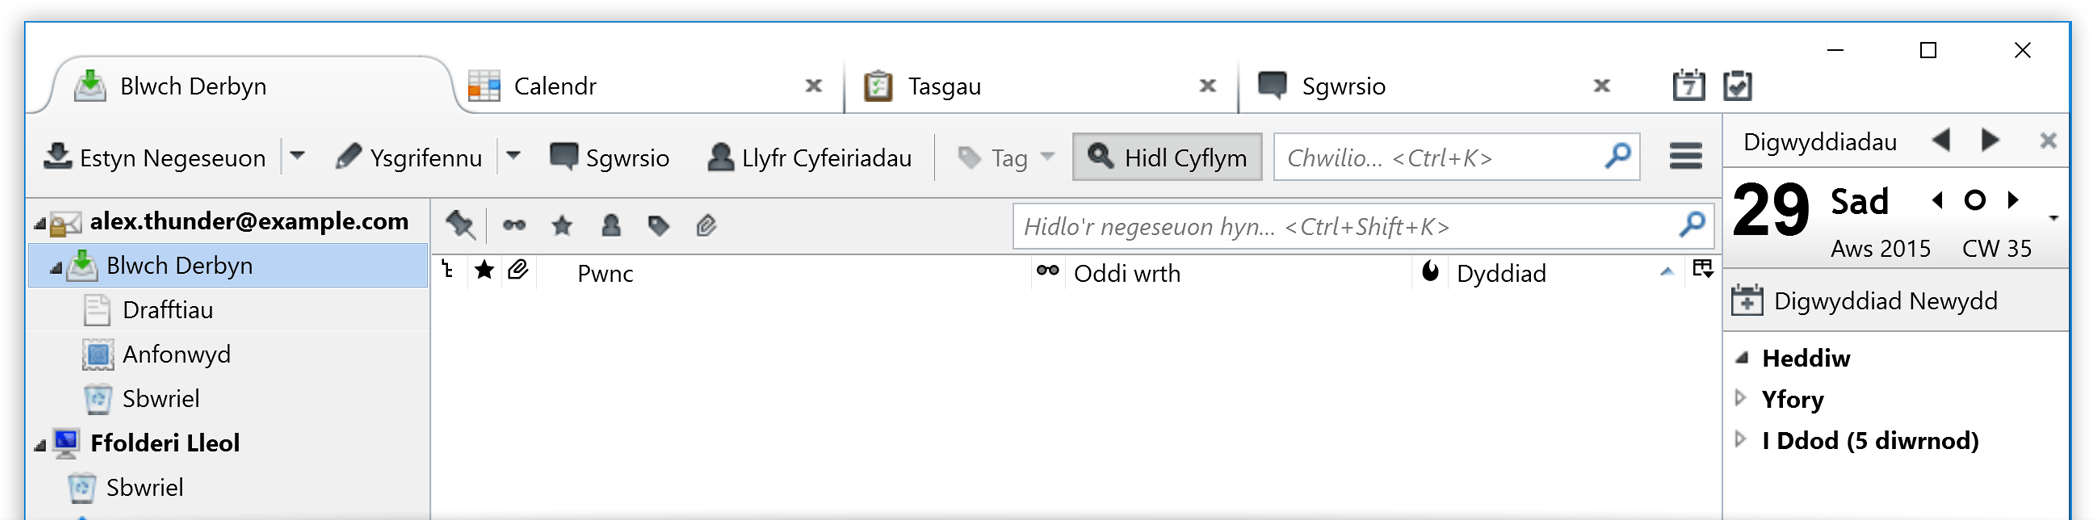 Blwch Derbyn
Calendr
Tasgau
Sgwrsio
7
Estyn Negeseuon
Ysgrifennu
Sgwrsio
Llyfr Cyfeiriadau
Tag
Hidl Cyflym
Chwilio... <Ctrl+K>
Digwyddiadau
alex.thunder@example.com
Blwch Derbyn
Drafftiau
Anfonwyd
Sbwriel
Ffolderi Lleol
Sbwriel
Hidlo'r negeseuon hyn... <Ctrl+Shift+K>
Pwnc
Oddi wrth
Dyddiad
29
Sad
Aws 2015
CW 35
Digwyddiad Newydd
Heddiw
Yfory
I Ddod (5 diwrnod)